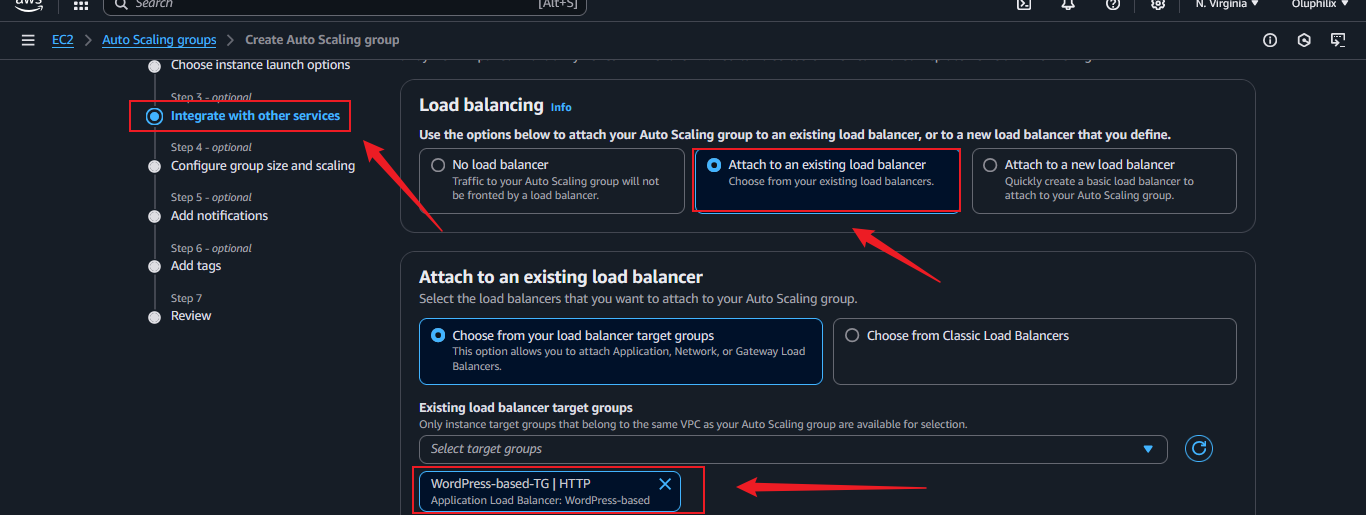 aws
Search
[Alt+S]
N. Virginia
Oluphilix
EC2
Auto Scaling groups
Create Auto Scaling group
Choose instance launch options
Step 3 - optional
Integrate with other services
Step 4 - optional
Configure group size and scaling
Step 5 - optional
Add notifications
Step 6 - optional
Add tags
Step 7
Review
Load balancing Info
Use the options below to attach your Auto Scaling group to an existing load balancer, or to a new load balancer that you define.
No load balancer
Traffic to your Auto Scaling group will not
be fronted by a load balancer.
Attach to an existing load balancer
Choose from your existing load balancers.
Attach to a new load balancer
Quickly create a basic load balancer to
attach to your Auto Scaling group.
Attach to an existing load balancer
Select the load balancers that you want to attach to your Auto Scaling group.
Choose from your load balancer target groups
This option allows you to attach Application, Network, or Gateway Load
Balancers.
Choose from Classic Load Balancers
Existing load balancer target groups
Only instance target groups that belong to the same VPC as your Auto Scaling group are available for selection.
Select target groups
WordPress-based-TG | HTTP
Application Load Balancer: WordPress-based